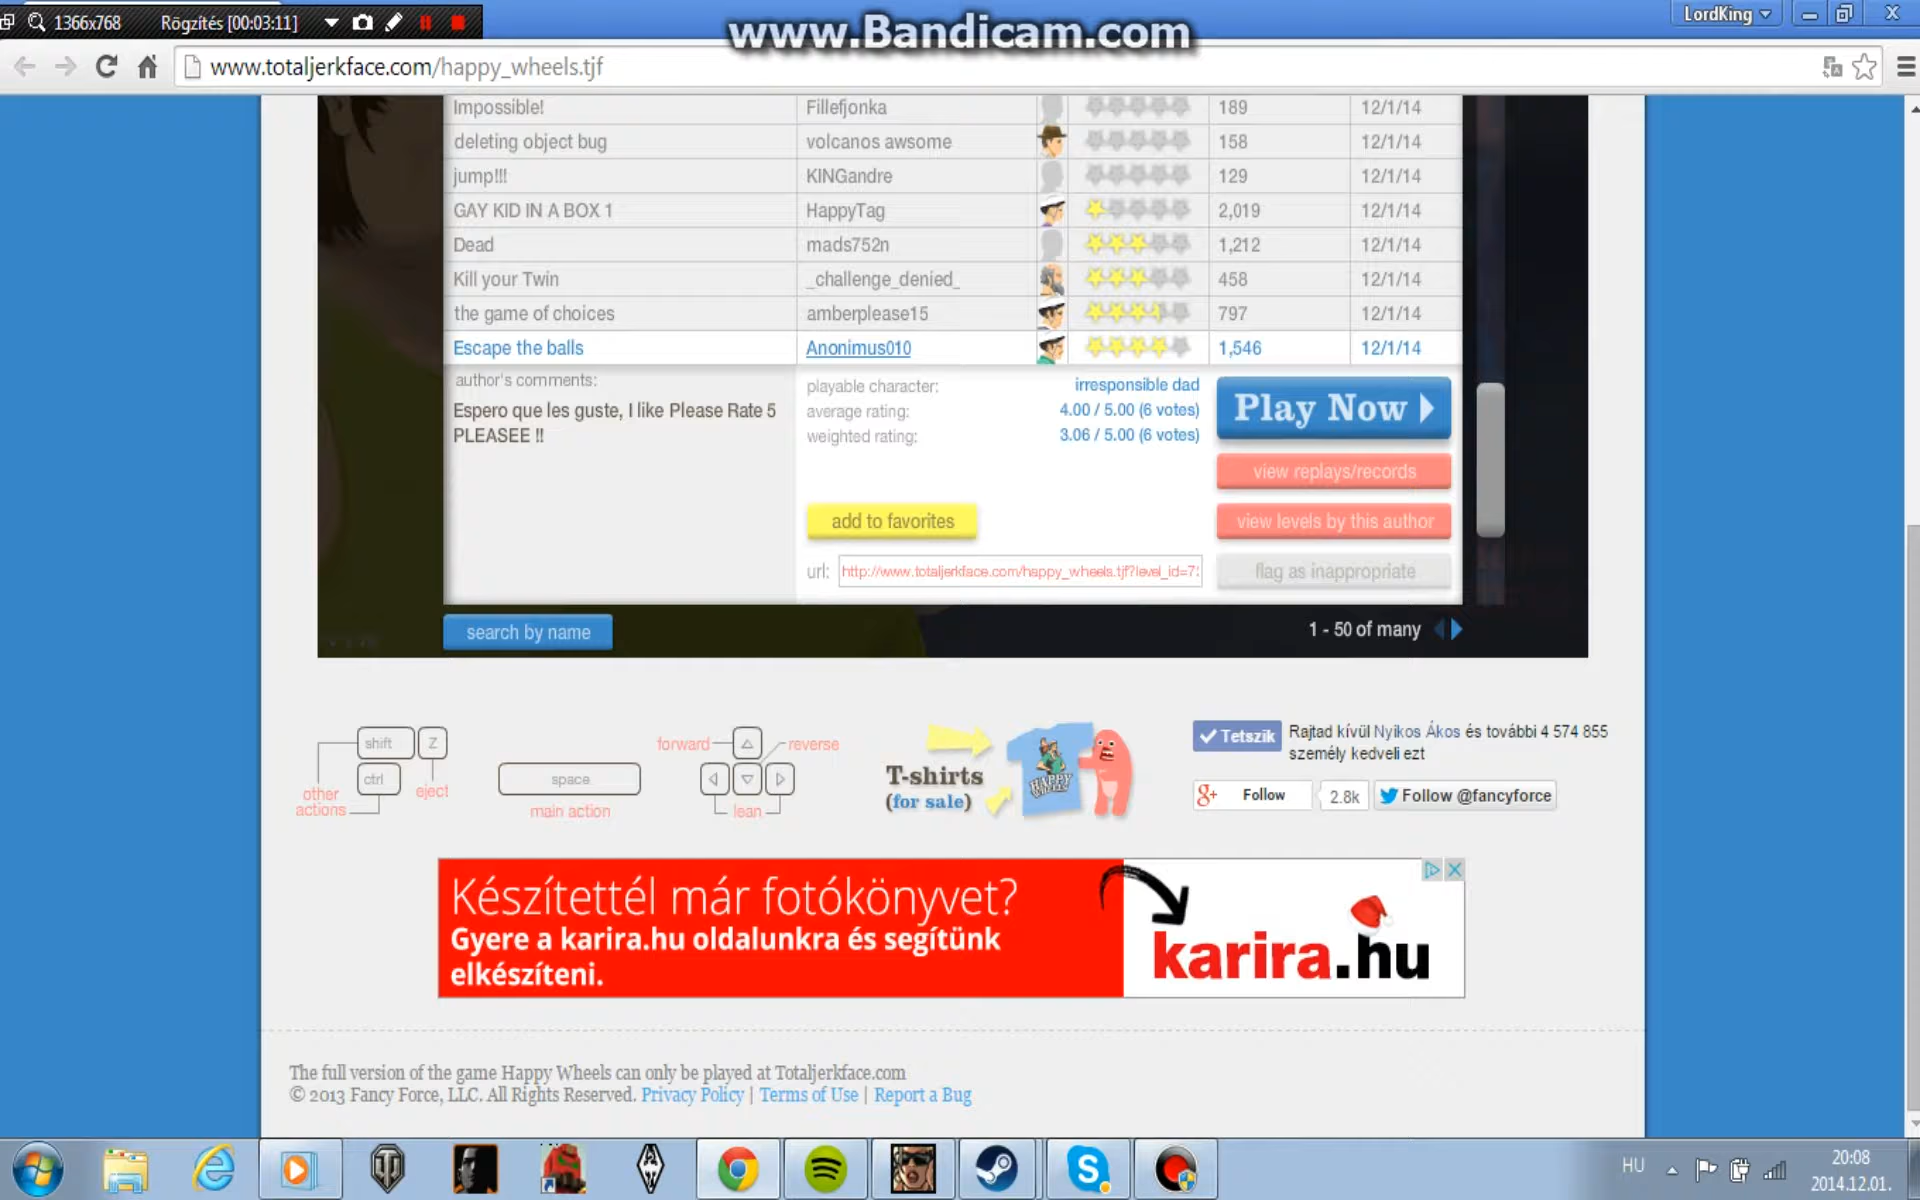 1366x768 Rögzítés [00:03:11]
www.Bandicam.com
LordKing
www.totaljerkface.com/happy_wheels.tjf
Impossible! Fillefjonka 189 12/1/14
deleting object bug volcanos awsome 158 12/1/14
jump!!! KINGandre 129 12/1/14
GAY KID IN A BOX 1 HappyTag 2,019 12/1/14
Dead mads752n 1,212 12/1/14
Kill your Twin _challenge_denied_ 458 12/1/14
the game of choices amberplease15 797 12/1/14
Escape the balls Anonimus010 1,546 12/1/14
author's comments:
Espero que les guste, I like Please Rate 5
PLEASEE !!
playable character: irresponsible dad
average rating: 4.00 / 5.00 (6 votes)
weighted rating: 3.06 / 5.00 (6 votes)
Play Now
view replays/records
add to favorites
view levels by this author
url: http://www.totaljerkface.com/happy_wheels.tjf?level_id=7
flag as inappropriate
search by name
1 - 50 of many
shift Z
ctrl
other
actions
eject
space
main action
forward
reverse
lean
T-shirts
(for sale)
HAPPY
WHEELS
Tetszik
Rajtad kívül Nyikos Ákos és további 4 574 855
személy kedveli ezt
g+ Follow 2.8k Follow @fancyforce
Készítettél már fotókönyvet?
Gyere a karira.hu oldalunkra és segítünk
elkészíteni.
karira.hu
The full version of the game Happy Wheels can only be played at Totaljerkface.com
© 2013 Fancy Force, LLC. All Rights Reserved. Privacy Policy | Terms of Use | Report a Bug
HU
20:08
2014.12.01.